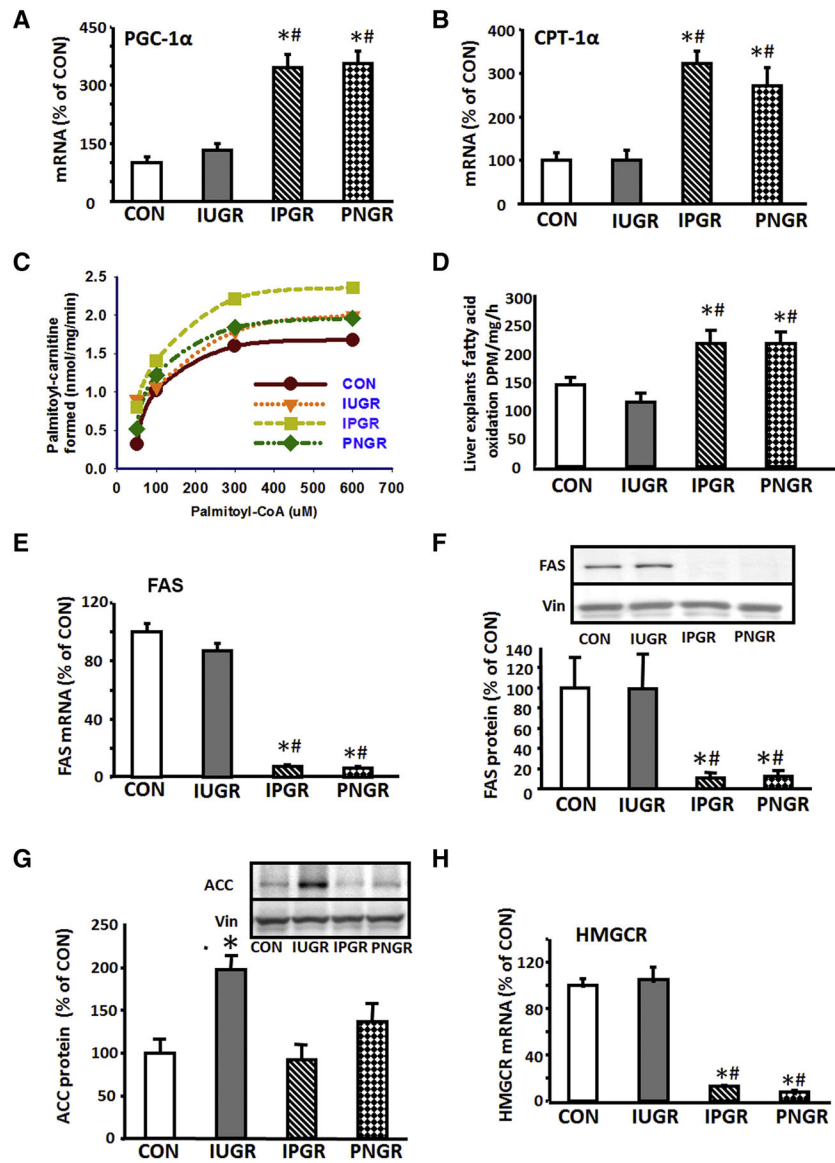 A
PGC-1α
mRNA (% of CON)
450
350
150
0
*#
*#
CON IUGR IPGR PNGR
B
CPT-1α
mRNA (% of CON)
400
300
200
100
0
*#
*#
CON IUGR IPGR PNGR
C
Palmitoyl-carnitine
formed (nmol/mg/min)
2.5
2.0
1.5
1.0
0.5
0.0
CON
IUGR
IPGR
PNGR
0 100 200 300 400 500 600 700
Palmitoyl-CoA (uM)
D
Liver explants fatty acid
oxidation DPM/mg/h
300
250
200
150
100
50
0
*#
*#
CON IUGR IPGR PNGR
E
FAS
FAS mRNA (% of CON)
120
80
40
0
*#
*#
CON IUGR IPGR PNGR
F
FAS
Vin
CON IUGR IPGR PNGR
FAS protein (% of CON)
140
120
100
80
60
40
20
0
*#
*#
CON IUGR IPGR PNGR
G
ACC
Vin
CON IUGR IPGR PNGR
ACC protein (% of CON)
250
200
150
100
50
0
*
CON IUGR IPGR PNGR
H
HMGCR
HMGCR mRNA (% of CON)
120
80
40
20
0
*#
*#
CON IUGR IPGR PNGR